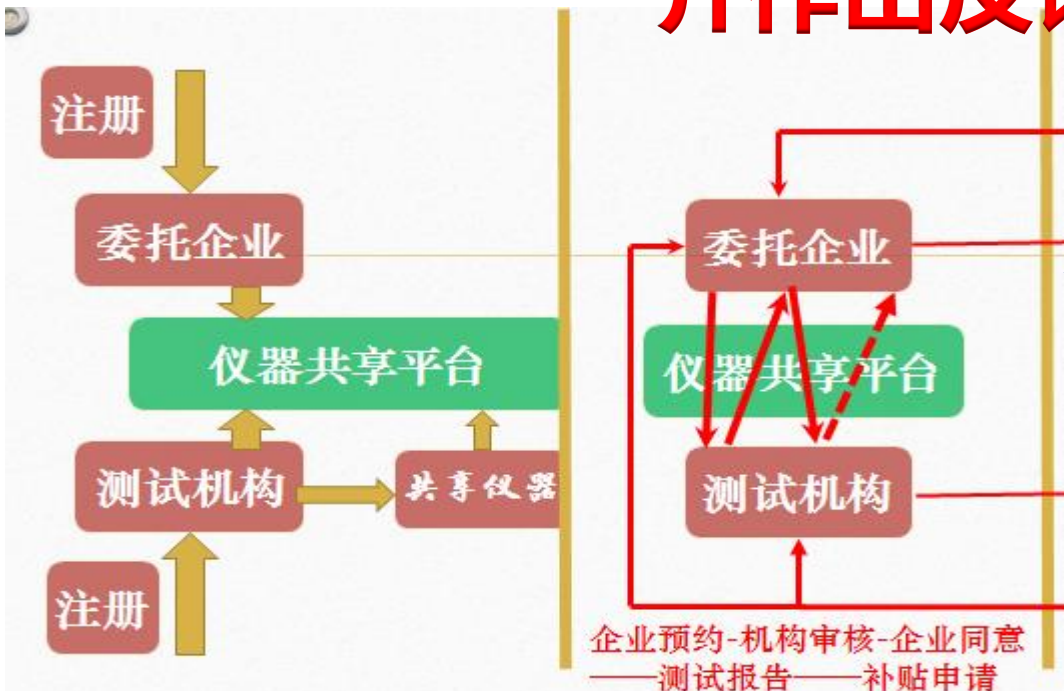 注册
委托企业
仪器共享平台
测试机构
共享仪器
注册
委托企业
仪器共享平台
测试机构
企业预约-机构审核-企业同意
——测试报告——补贴申请